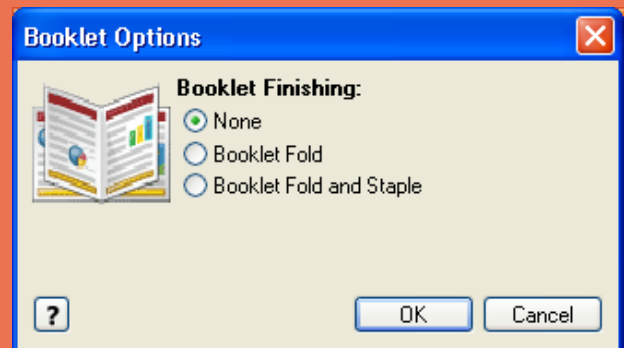 Booklet Options
Booklet Finishing:
None
Booklet Fold
Booklet Fold and Staple
?
OK
Cancel